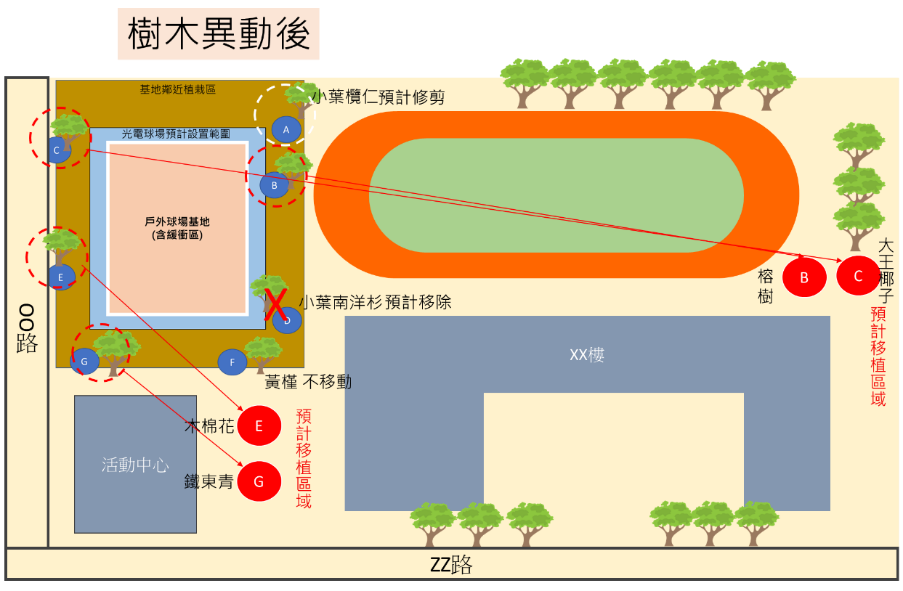 樹木異動後
基地鄰近植栽區
小葉欖仁預計修剪
A
光電球場預計設置範圍
C
B
戶外球場基地
(含緩衝區)
E
大王椰子
榕樹
B
C
小葉南洋杉預計移除
X
D
預計移植區域
OO路
XX樓
G
F
黃槿 不移動
木棉花
E
預計移植區域
活動中心
鐵東青
G
ZZ路